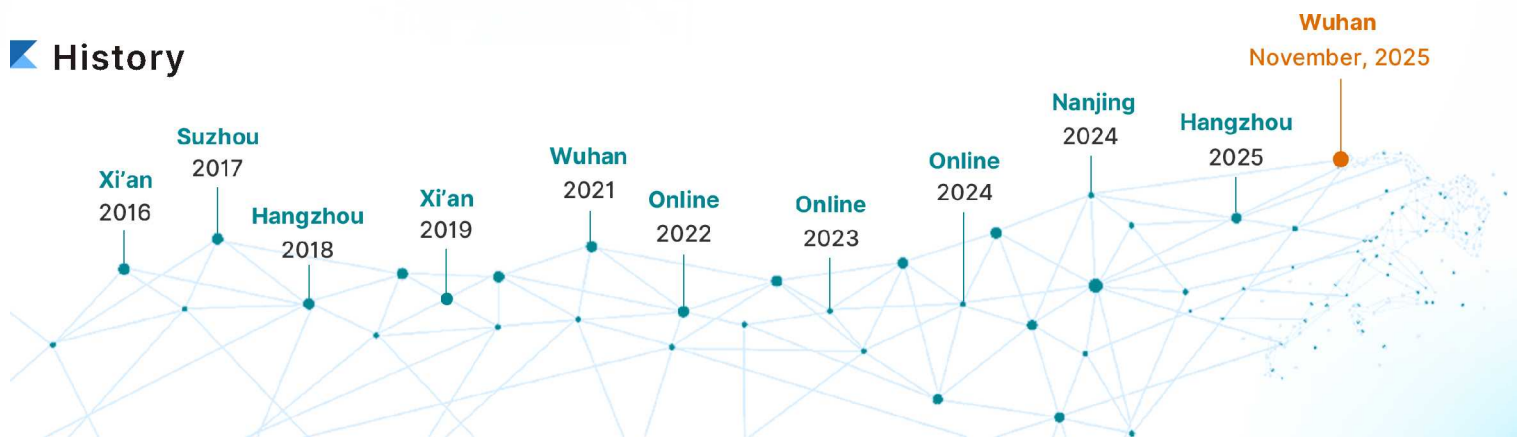 History
Xi’an
2016
Suzhou
2017
Hangzhou
2018
Xi’an
2019
Wuhan
2021
Online
2022
Online
2023
Online
2024
Nanjing
2024
Hangzhou
2025
Wuhan
November, 2025